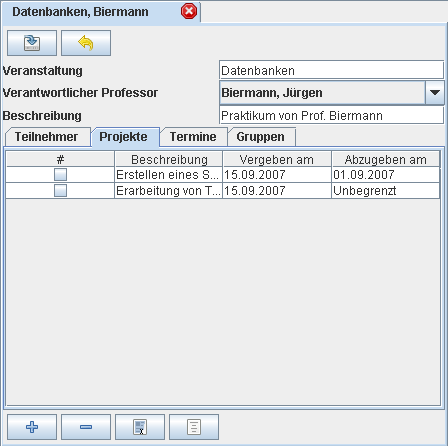 Datenbanken, Biermann
Veranstaltung Datenbanken
Verantwortlicher Professor Biermann, Jürgen
Beschreibung Praktikum von Prof. Biermann
Teilnehmer Projekte Termine Gruppen
# Beschreibung Vergeben am Abzugeben am
Erstellen eines S... 15.09.2007 01.09.2007
Erarbeitung von T... 15.09.2007 Unbegrenzt